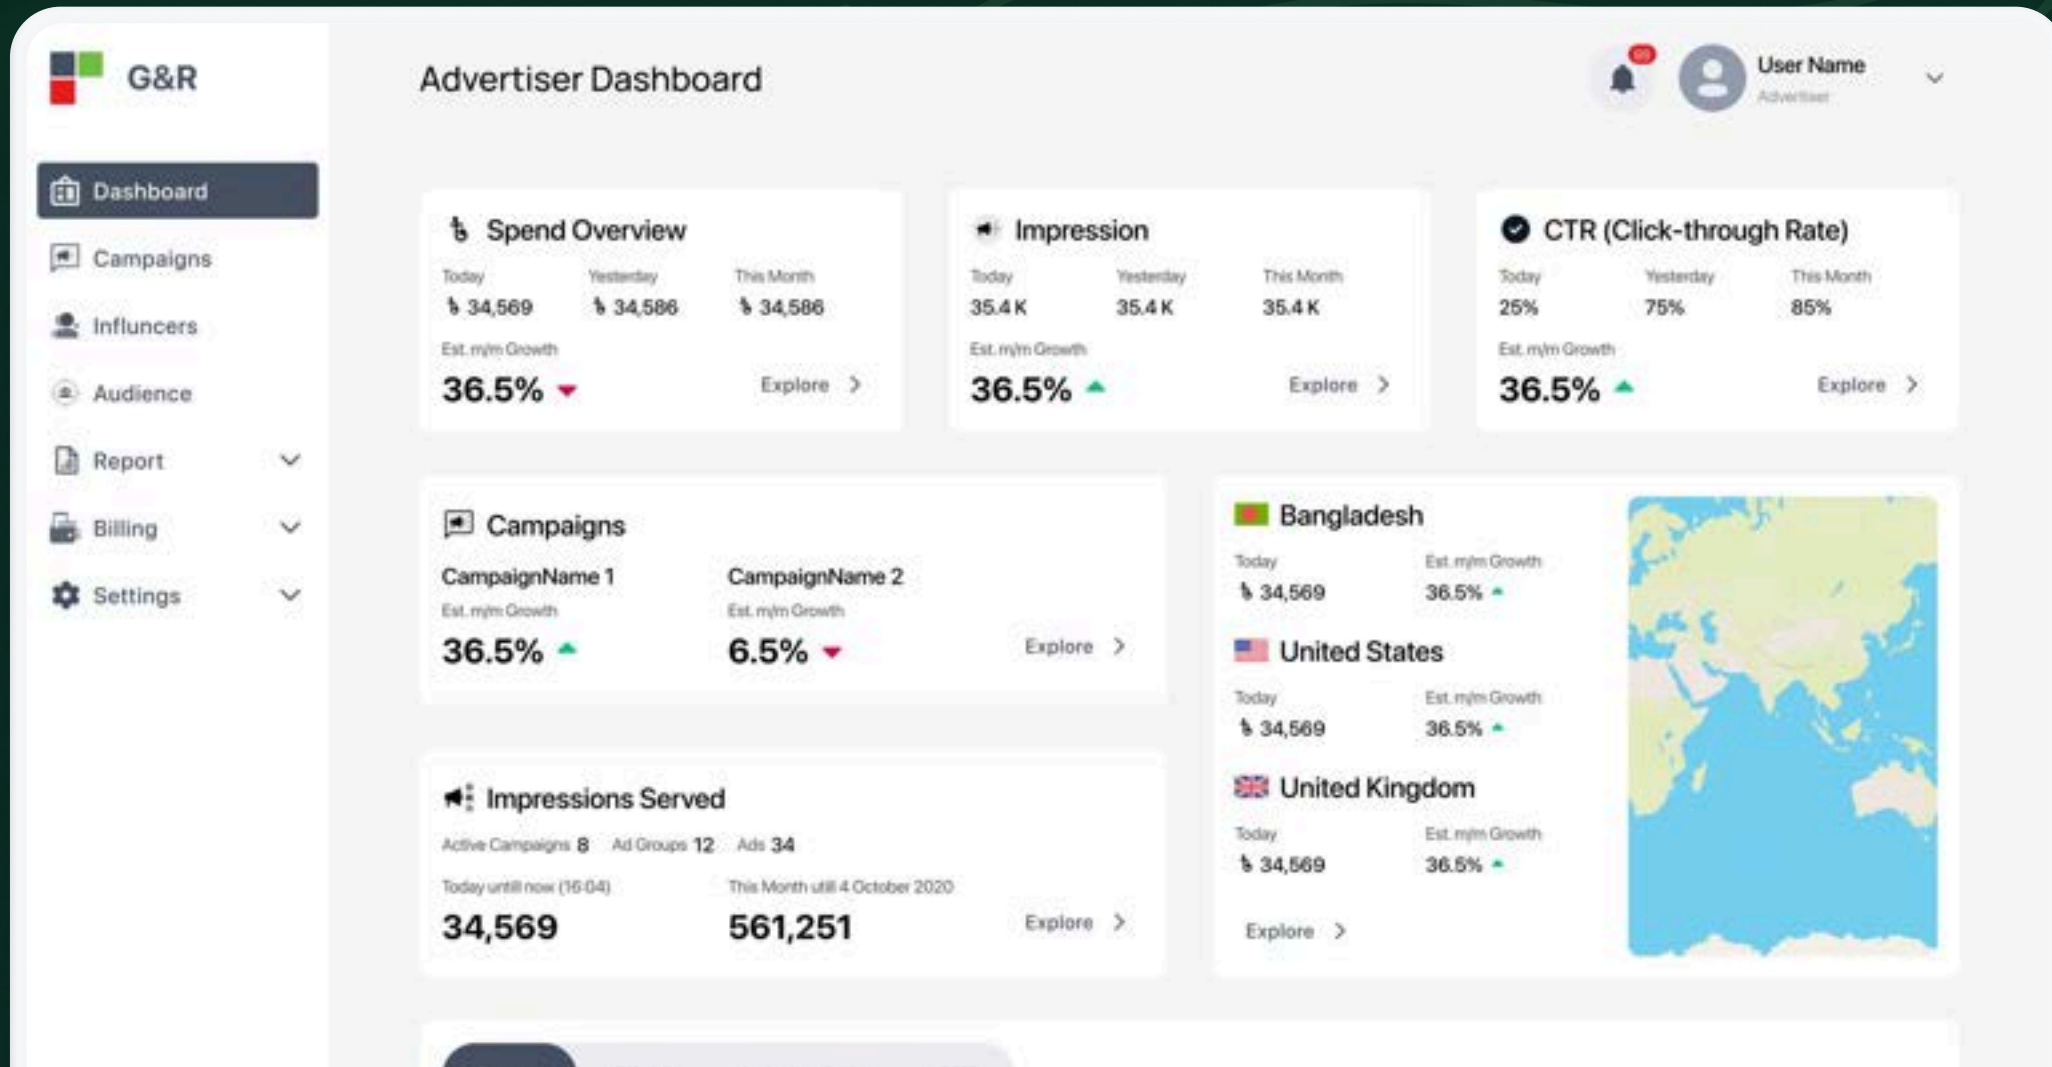 G&R
Advertiser Dashboard
User Name
Advertiser
Dashboard
Campaigns
Influncers
Audience
Report
Billing
Settings
Spend Overview
Today Yesterday This Month
৳ 34,569 ৳ 34,586 ৳ 34,586
Est. m/m Growth
36.5% Explore
Impression
Today Yesterday This Month
35.4 K 35.4 K 35.4 K
Est. m/m Growth
36.5% Explore
CTR (Click-through Rate)
Today Yesterday This Month
25% 75% 85%
Est. m/m Growth
36.5% Explore
Campaigns
CampaignName 1 CampaignName 2
Est. m/m Growth Est. m/m Growth
36.5% 6.5% Explore
Impressions Served
Active Campaigns 8 Ad Groups 12 Ads 34
Today untill now (16:04) This Month utill 4 October 2020
34,569 561,251 Explore
Bangladesh
Today Est. m/m Growth
৳ 34,569 36.5%
United States
Today Est. m/m Growth
৳ 34,569 36.5%
United Kingdom
Today Est. m/m Growth
৳ 34,569 36.5%
Explore